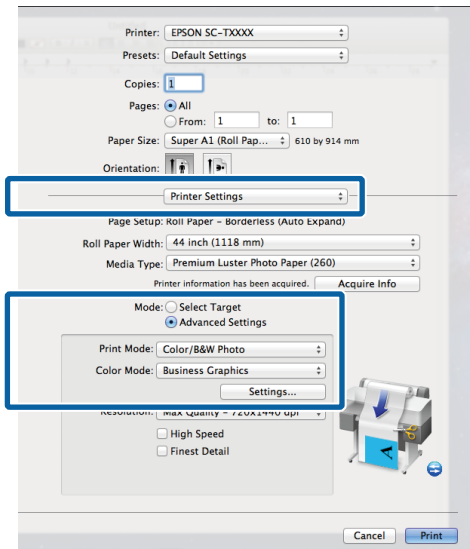 Printer: EPSON SC-TXXXX
Presets: Default Settings
Copies: 1
Pages: All
From: 1 to: 1
Paper Size: Super A1 (Roll Pap... 610 by 914 mm
Orientation:
Printer Settings
Page Setup: Roll Paper - Borderless (Auto Expand)
Roll Paper Width: 44 inch (1118 mm)
Media Type: Premium Luster Photo Paper (260)
Printer information has been acquired. Acquire Info
Mode: Select Target
Advanced Settings
Print Mode: Color/B&W Photo
Color Mode: Business Graphics
Settings...
Resolution: Max Quality - 720x1440 dpi
High Speed
Finest Detail
A
Cancel Print